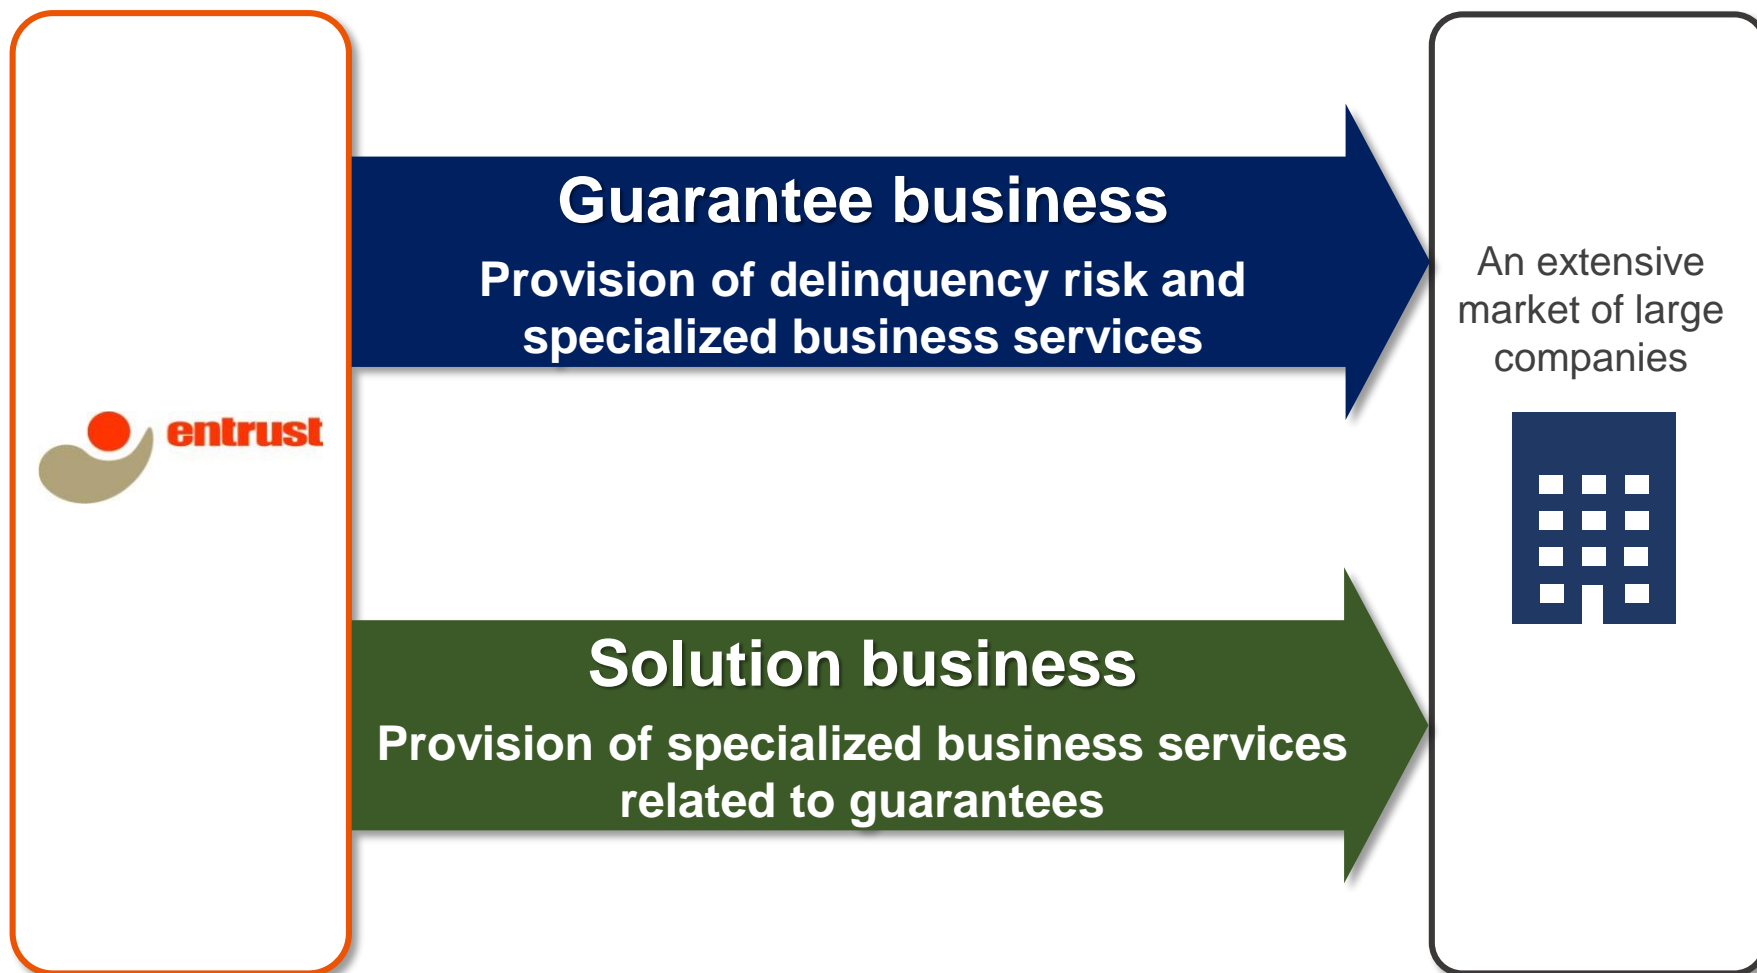 entrust
Guarantee business
Provision of delinquency risk and
specialized business services
Solution business
Provision of specialized business services
related to guarantees
An extensive
market of large
companies